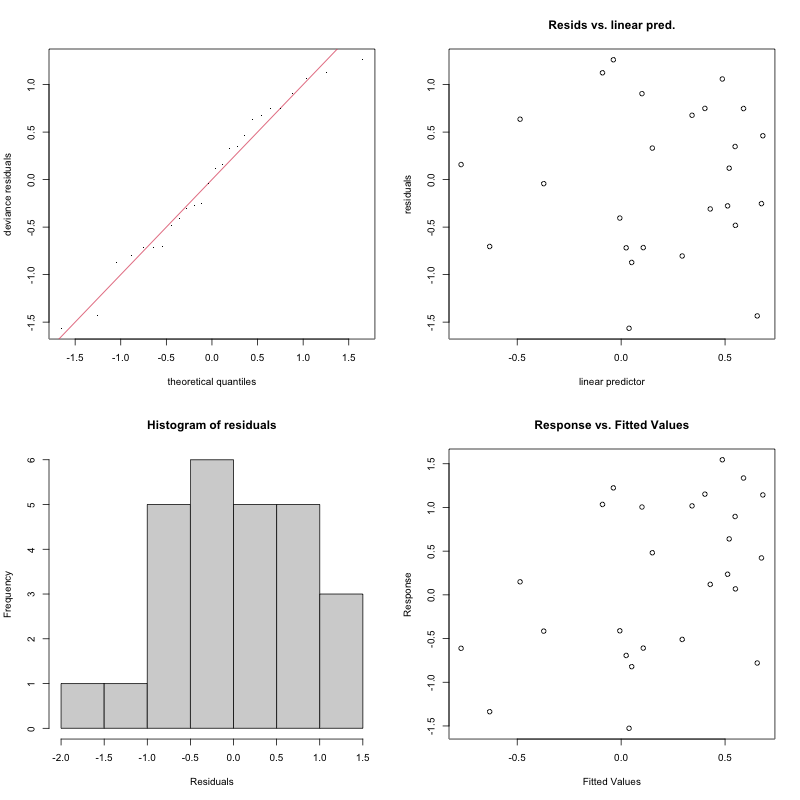 deviance residuals
1.0
0.5
0.0
-0.5
-1.0
-1.5
-1.5 -1.0 -0.5 0.0 0.5 1.0 1.5
theoretical quantiles
Resids vs. linear pred.
residuals
1.0
0.5
0.0
-0.5
-1.0
-1.5
-0.5 0.0 0.5
linear predictor
Histogram of residuals
Frequency
6
5
4
3
2
1
0
-2.0 -1.5 -1.0 -0.5 0.0 0.5 1.0 1.5
Residuals
Response vs. Fitted Values
Response
1.5
1.0
0.5
0.0
-0.5
-1.0
-1.5
-0.5 0.0 0.5
Fitted Values